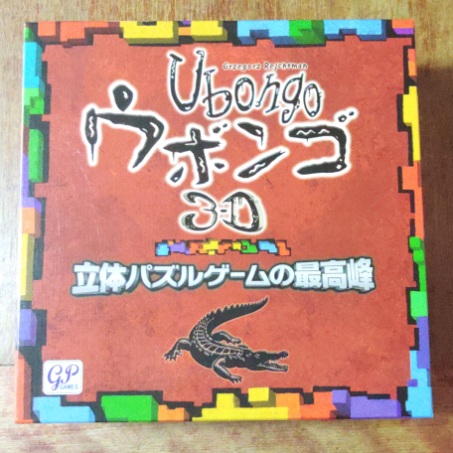 Grzegorz Rejchtman
Ubongo
ウボンゴ
3D
立体パズルゲームの最高峰
GP
GAMES